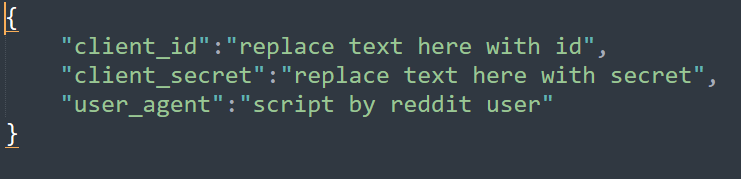 {
"client_id":"replace text here with id",
"client_secret":"replace text here with secret",
"user_agent":"script by reddit user"
}